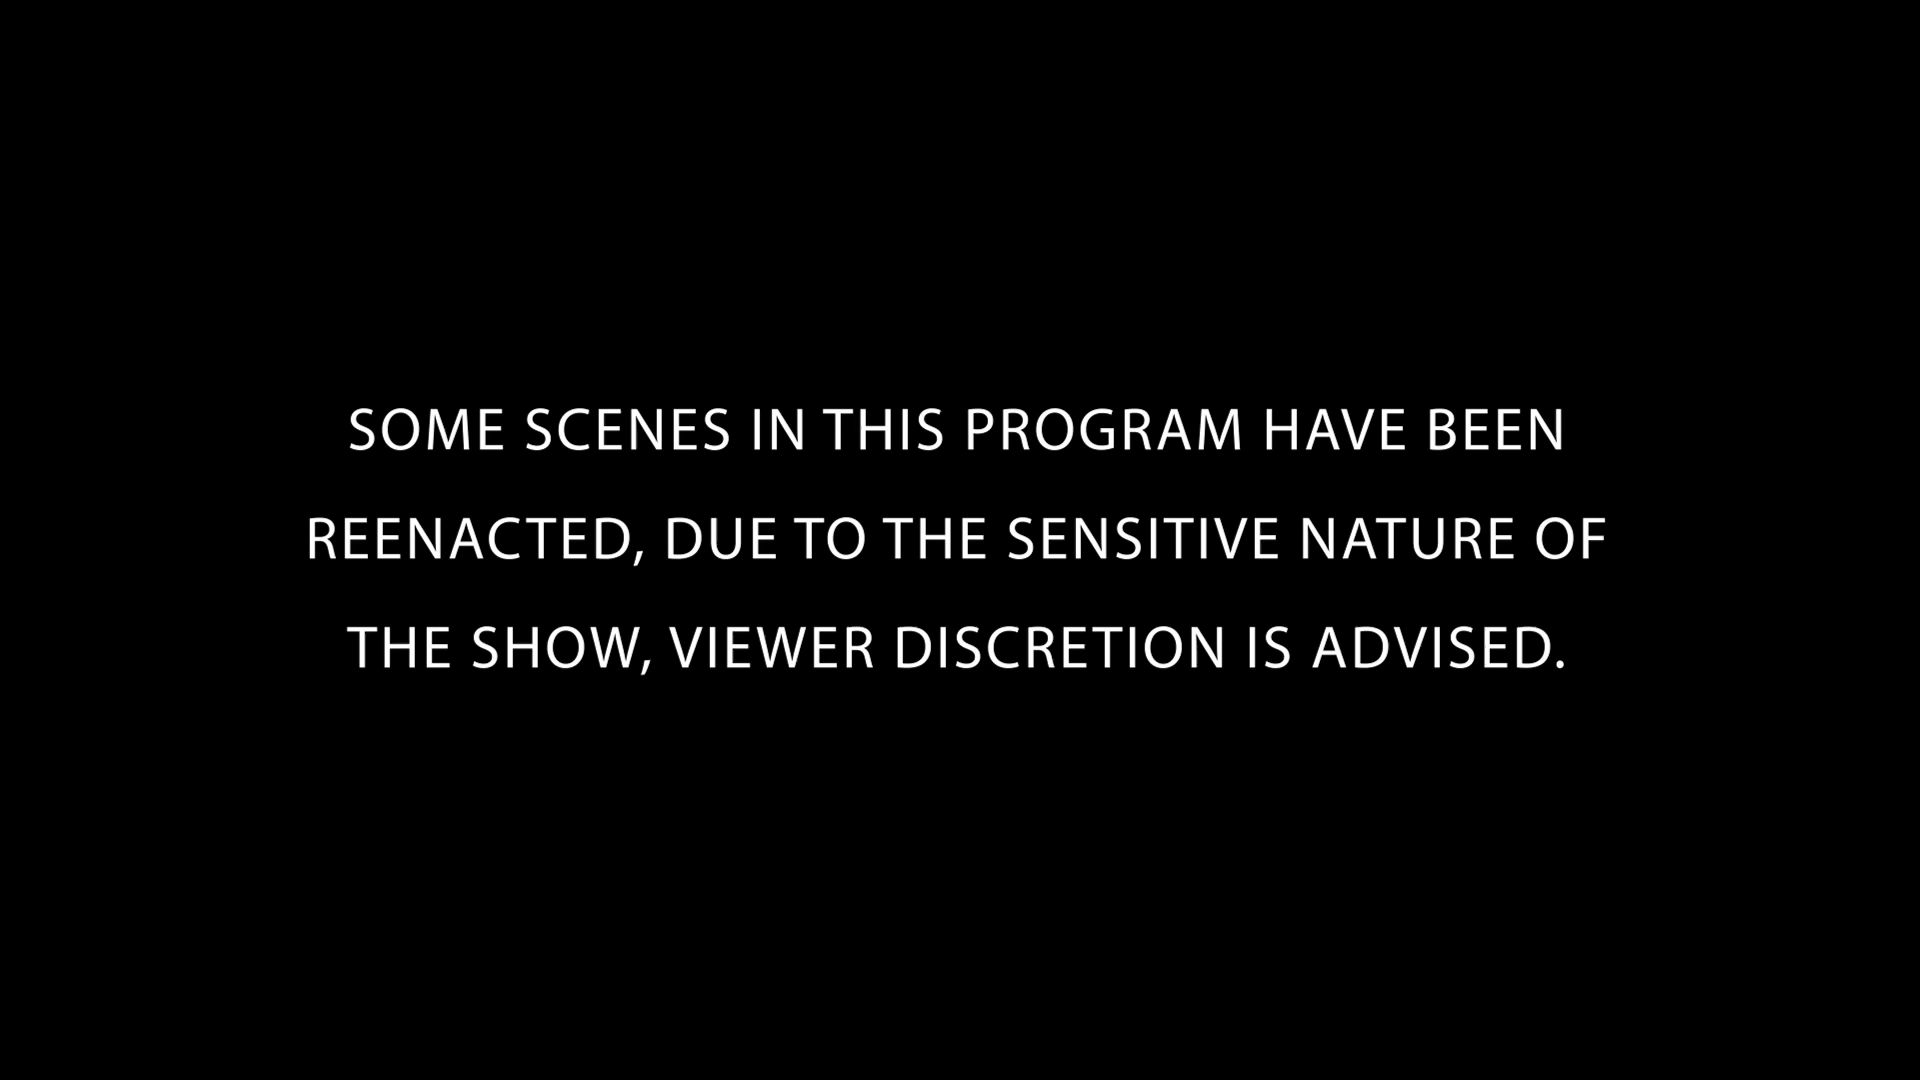 SOME SCENES IN THIS PROGRAM HAVE BEEN
REENACTED, DUE TO THE SENSITIVE NATURE OF
THE SHOW, VIEWER DISCRETION IS ADVISED.